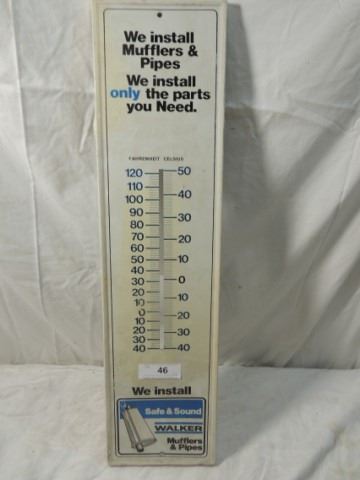 We install
Mufflers &
Pipes
We install
only the parts
you Need.
FAHRENHEIT CELSIUS
120 50
110
100 40
90 30
80
70 20
60
50 10
40
30 0
20
10 10
0
10 20
20
30 30
40 40
46
We install
Safe & Sound
WALKER
Mufflers
& Pipes